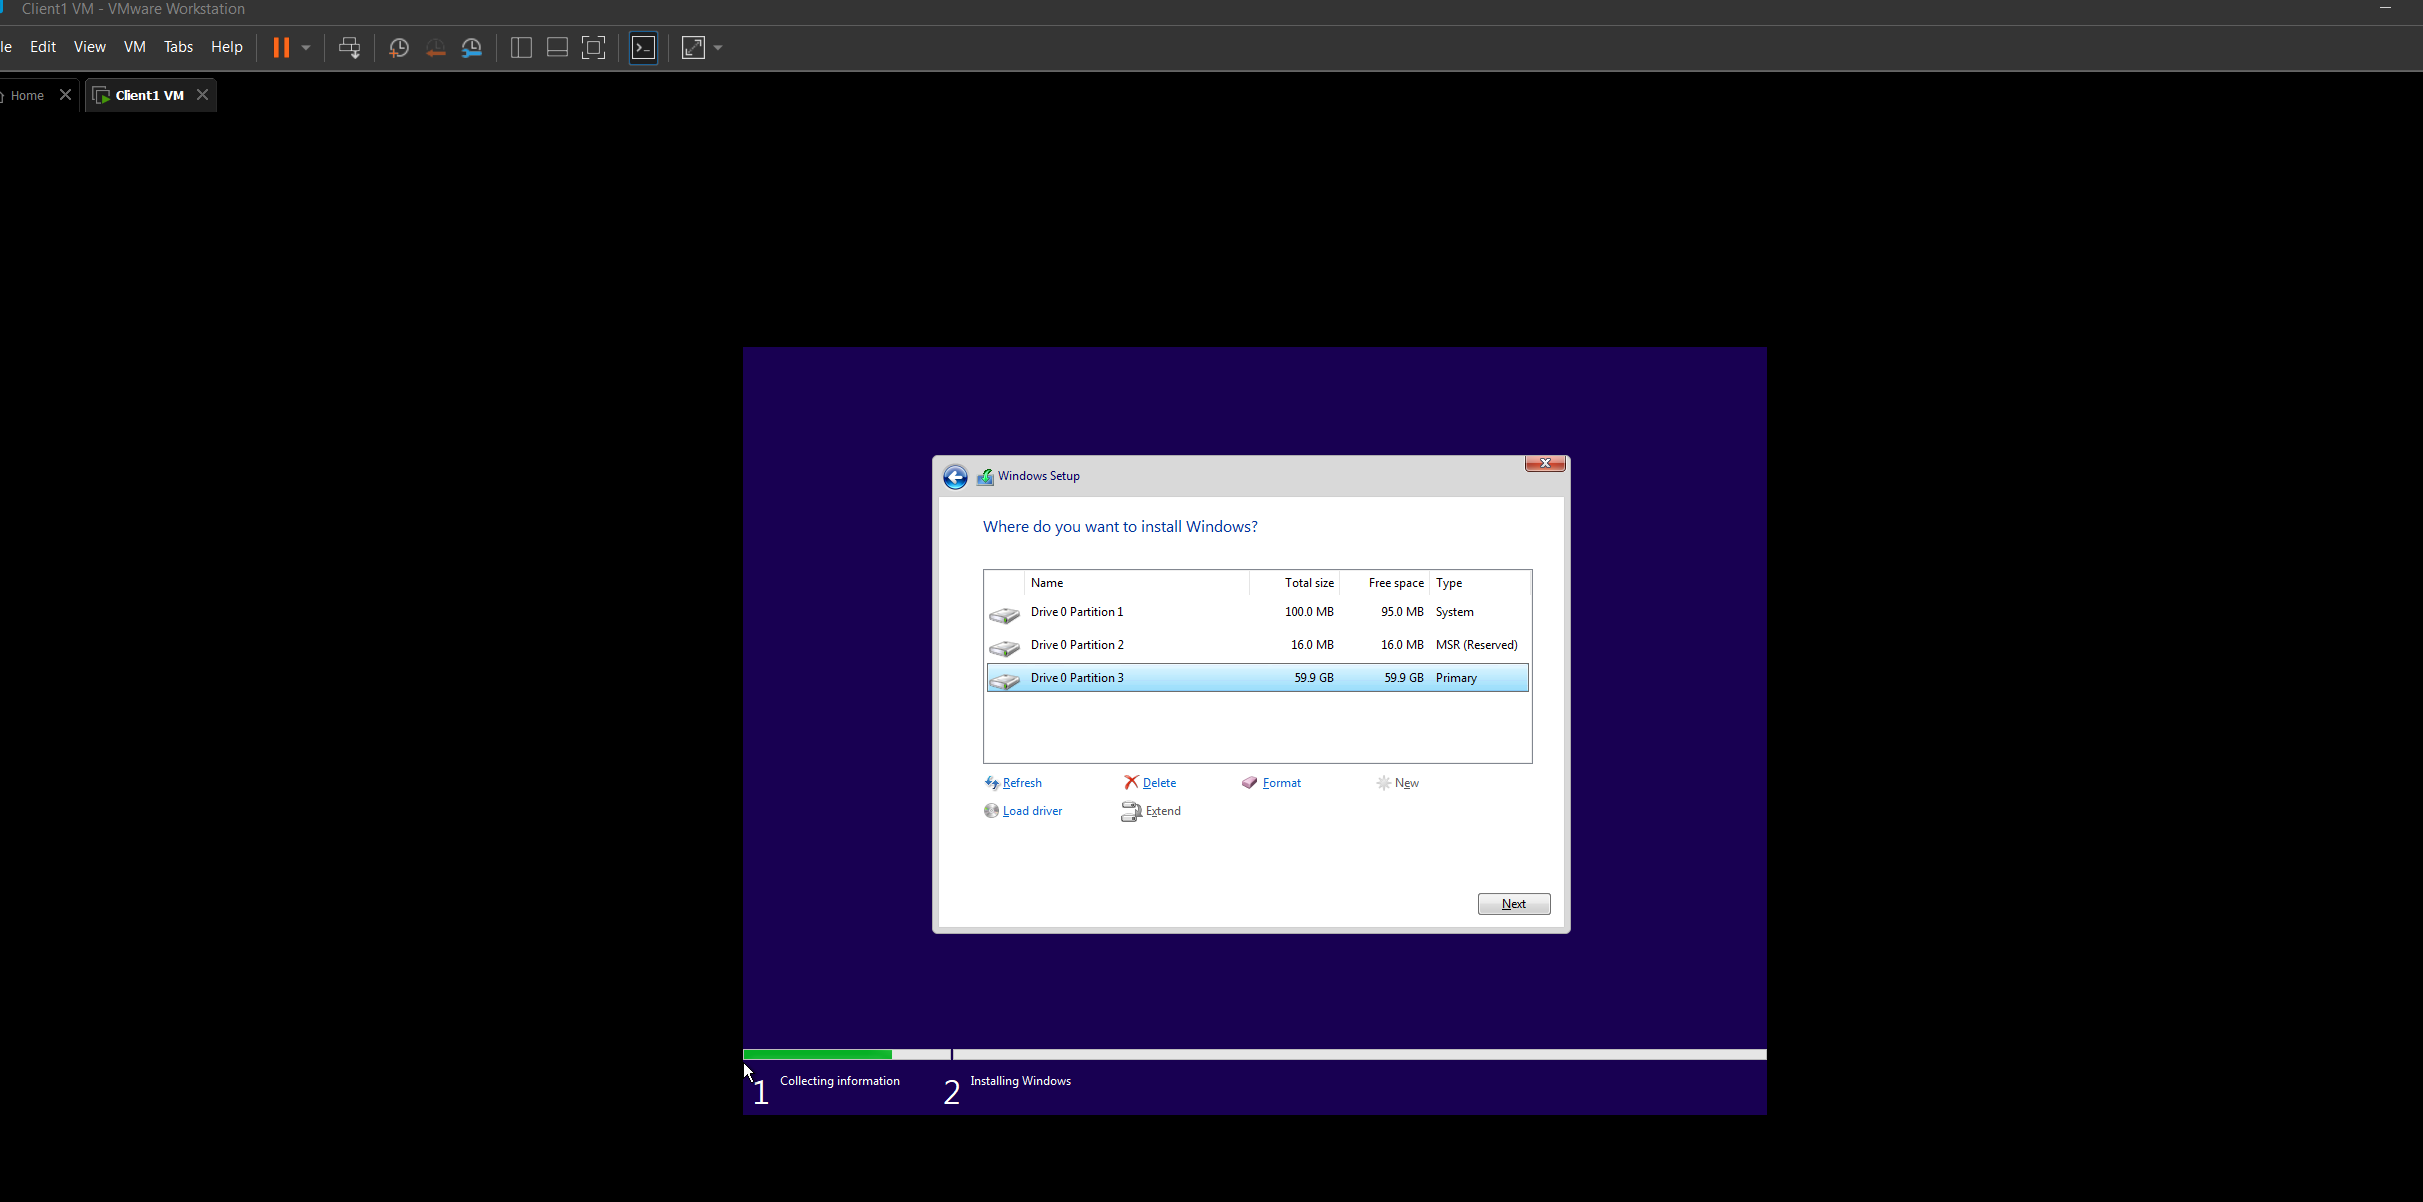 Client1 VM - VMware Workstation
le Edit View VM Tabs Help
Home Client1 VM
Windows Setup
Where do you want to install Windows?
Name Total size Free space Type
Drive 0 Partition 1 100.0 MB 95.0 MB System
Drive 0 Partition 2 16.0 MB 16.0 MB MSR (Reserved)
Drive 0 Partition 3 59.9 GB 59.9 GB Primary
Refresh Delete Format New
Load driver Extend
Next
1 Collecting information 2 Installing Windows